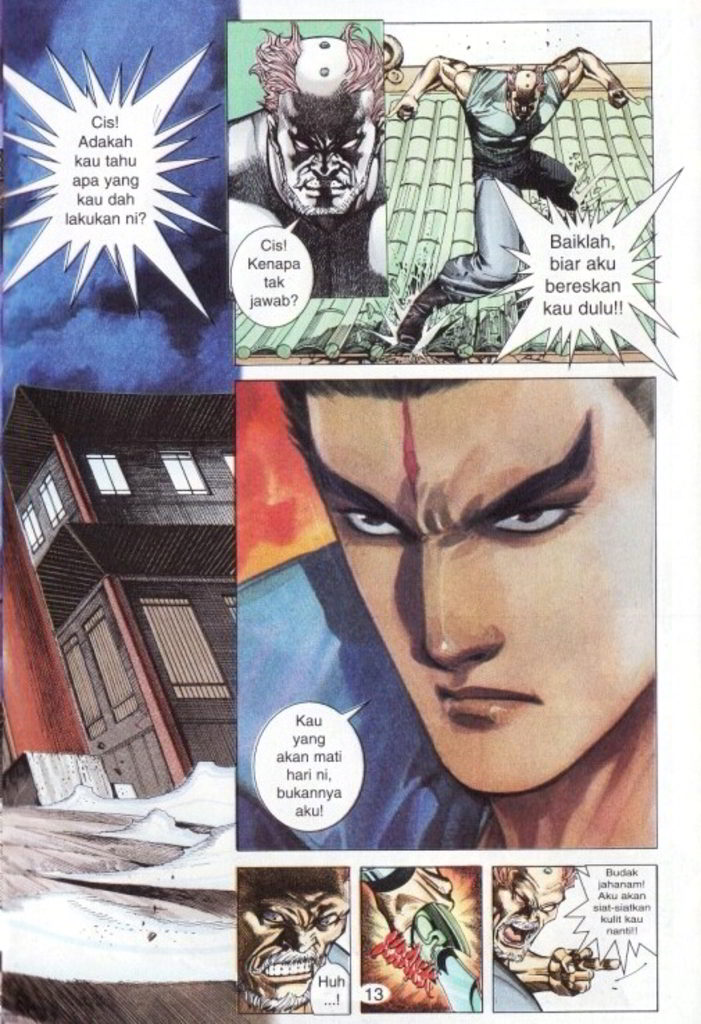 Cis!
Adakah
kau tahu
apa yang
kau dah
lakukan ni?
Cis!
Kenapa
tak
jawab?
Baiklah,
biar aku
bereskan
kau dulu!!
Kau
yang
akan mati
hari ni,
bukannya
aku!
Huh
...!
13
Budak
jahanam!
Aku akan
siat-siatkan
kulit kau
nanti!!